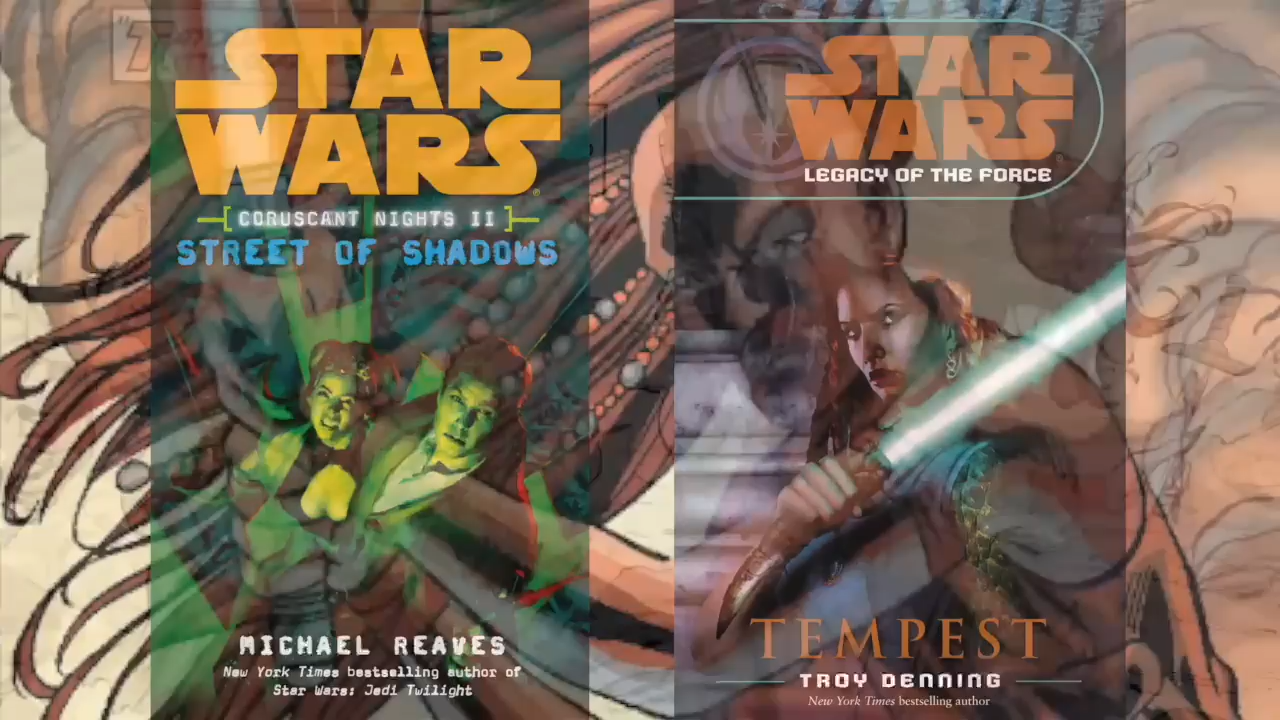 STAR
WARS
CORUSCANT NIGHTS II
STREET OF SHADOWS
MICHAEL REAVES
New York Times bestselling author of
Star Wars: Jedi Twilight
STAR
WARS
LEGACY OF THE FORCE
TEMPEST
TROY DENNING
New York Times bestselling author